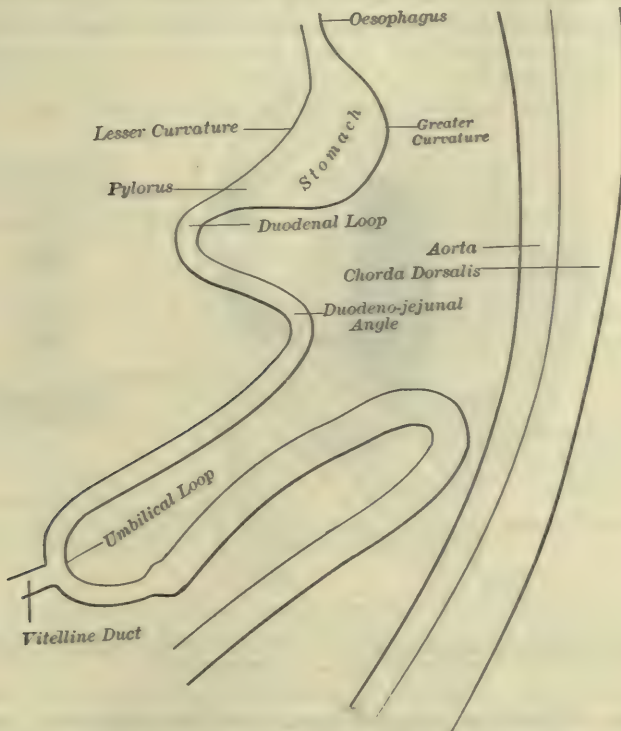 Oesophagus
Lesser Curvature
Greater
Curvature
Stomach
Pylorus
Duodenal Loop
Aorta
Chorda Dorsalis
Duodeno-jejunal
Angle
Umbilical Loop
Vitelline Duct